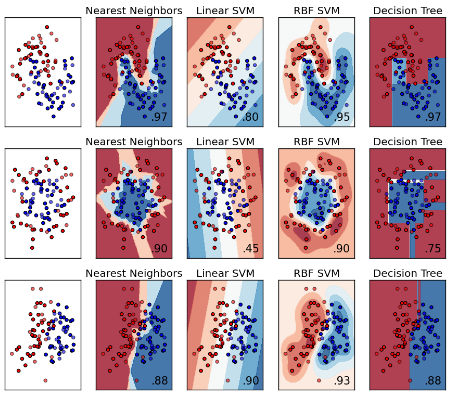 Nearest Neighbors Linear SVM RBF SVM Decision Tree
.97 .80 .95 .97
Nearest Neighbors Linear SVM RBF SVM Decision Tree
.90 .45 .90 .75
Nearest Neighbors Linear SVM RBF SVM Decision Tree
.88 .90 .93 .88